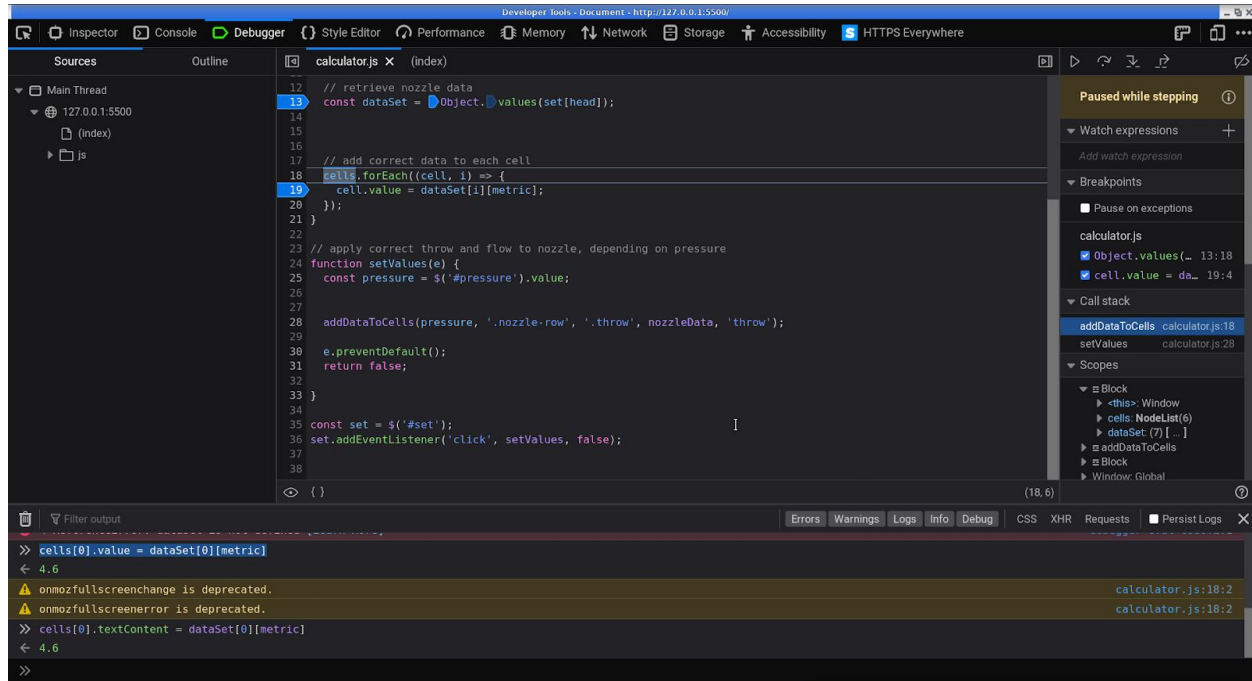 Developer Tools - Document - http://127.0.0.1:5500/
Inspector Console Debugger {} Style Editor Performance Memory Network Storage Accessibility S HTTPS Everywhere
Sources Outline
calculator.js × (index)
Main Thread
127.0.0.1:5500
(index)
js
12 // retrieve nozzle data
13 const dataSet = Object.values(set[head]);
14
15
16
17 // add correct data to each cell
18 cells.forEach((cell, i) => {
19 cell.value = dataSet[i][metric];
20 });
21 }
22
23 // apply correct throw and flow to nozzle, depending on pressure
24 function setValues(e) {
25 const pressure = $('#pressure').value;
26
27
28 addDataToCells(pressure, '.nozzle-row', '.throw', nozzleData, 'throw');
29
30 e.preventDefault();
31 return false;
32
33 }
34
35 const set = $('#set');
36 set.addEventListener('click', setValues, false);
37
38
{ } (18, 6)
Paused while stepping
Watch expressions
Add watch expression
Breakpoints
Pause on exceptions
calculator.js
Object.values(… 13:18
cell.value = da… 19:4
Call stack
addDataToCells calculator.js:18
setValues calculator.js:28
Scopes
Block
<this>: Window
cells: NodeList(6)
dataSet: (7) [ … ]
addDataToCells
Block
Window: Global
Filter output Errors Warnings Logs Info Debug CSS XHR Requests Persist Logs
>> cells[0].value = dataSet[0][metric]
← 4.6
onmozfullscreenchange is deprecated. calculator.js:18:2
onmozfullscreenerror is deprecated. calculator.js:18:2
>> cells[0].textContent = dataSet[0][metric]
← 4.6
>>